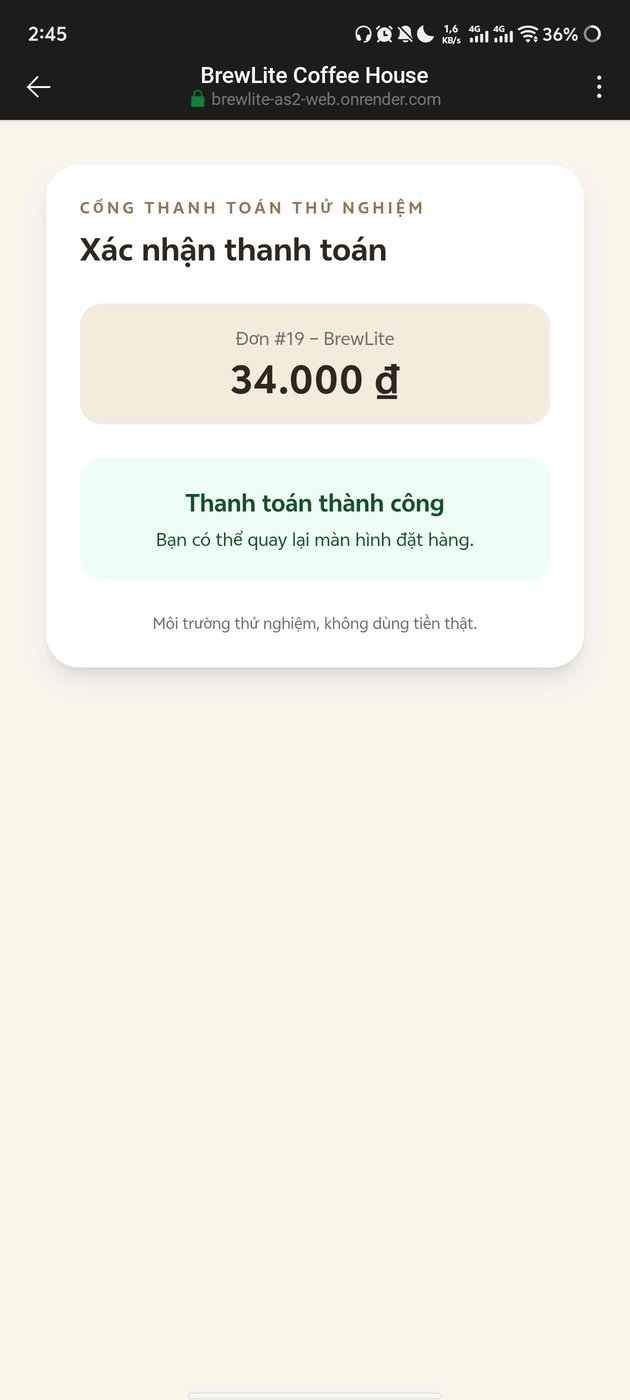 2:45
1,6
KB/s
4G
4G
36%
BrewLite Coffee House
brewlite-as2-web.onrender.com
CỔNG THANH TOÁN THỬ NGHIỆM
Xác nhận thanh toán
Đơn #19 – BrewLite
34.000 ₫
Thanh toán thành công
Bạn có thể quay lại màn hình đặt hàng.
Môi trường thử nghiệm, không dùng tiền thật.